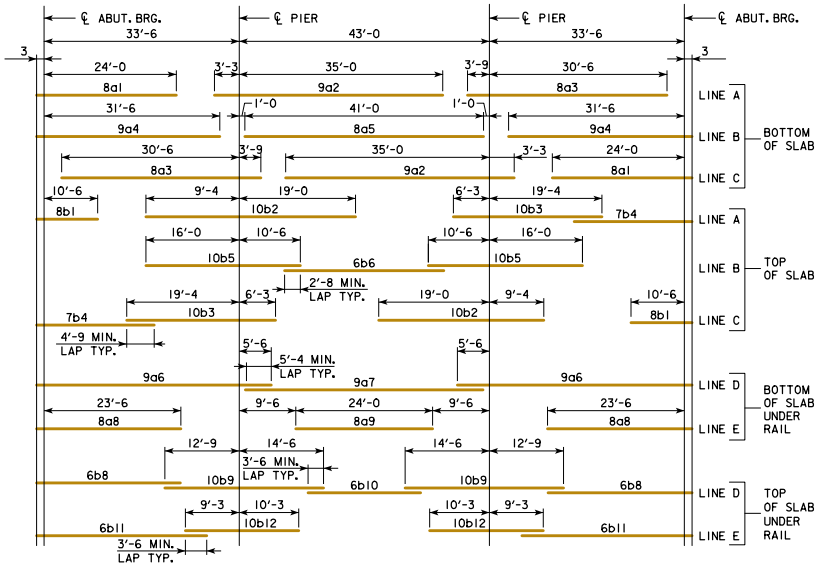 ℄ ABUT. BRG. ℄ PIER ℄ PIER ℄ ABUT. BRG.
33'-6 43'-0 33'-6
3 3
24'-0 3'-3 35'-0 3'-9 30'-6
8a1 9a2 8a3 LINE A
31'-6 1'-0 41'-0 1'-0 31'-6
9a4 8a5 9a4 LINE B
BOTTOM
OF SLAB
30'-6 3'-9 35'-0 3'-3 24'-0
8a3 9a2 8a1 LINE C
10'-6 9'-4 19'-0 6'-3 19'-4
8b1 10b2 10b3 7b4 LINE A
16'-0 10'-6 10'-6 16'-0
10b5 6b6 10b5 LINE B
TOP
OF SLAB
2'-8 MIN.
LAP TYP.
19'-4 6'-3 19'-0 9'-4 10'-6
7b4 10b3 10b2 8b1 LINE C
4'-9 MIN.
LAP TYP.
5'-6 5'-6
5'-4 MIN.
LAP TYP.
9a6 9a7 9a6 LINE D
23'-6 9'-6 24'-0 9'-6 23'-6
8a8 8a9 8a8 LINE E
BOTTOM
OF SLAB
UNDER
RAIL
12'-9 14'-6 14'-6 12'-9
3'-6 MIN.
LAP TYP.
6b8 10b9 6b10 10b9 6b8 LINE D
9'-3 10'-3 10'-3 9'-3
6b11 10b12 10b12 6b11 LINE E
TOP
OF SLAB
UNDER
RAIL
3'-6 MIN.
LAP TYP.